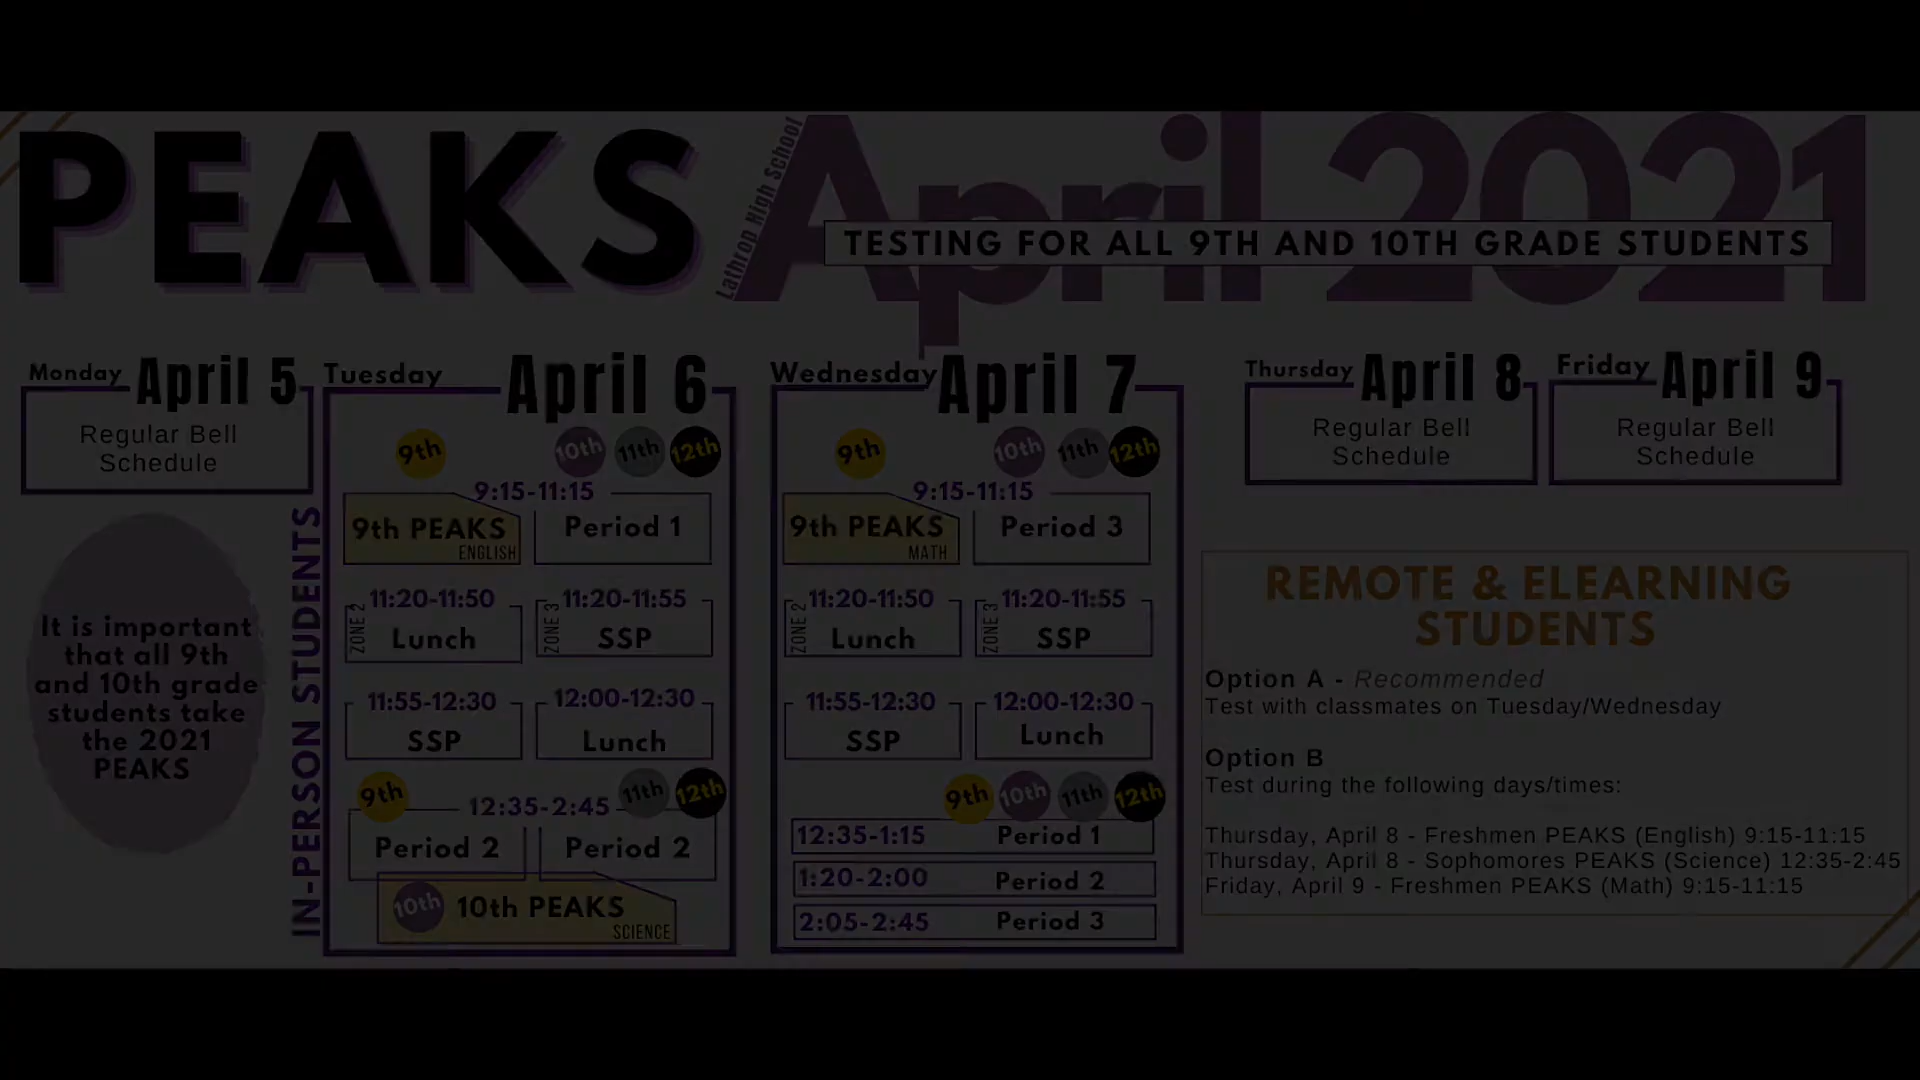 PEAKS
Lathrop High School
April 2021
TESTING FOR ALL 9TH AND 10TH GRADE STUDENTS
Monday April 5
Regular Bell
Schedule
It is important
that all 9th
and 10th grade
students take
the 2021
PEAKS
IN-PERSON STUDENTS
Tuesday April 6
9th 10th 11th 12th
9:15-11:15
9th PEAKS Period 1
ENGLISH
11:20-11:50 11:20-11:55
ZONE 2 Lunch ZONE 3 SSP
11:55-12:30 12:00-12:30
SSP Lunch
9th 12:35-2:45 11th 12th
Period 2 Period 2
10th 10th PEAKS
SCIENCE
Wednesday April 7
9th 10th 11th 12th
9:15-11:15
9th PEAKS Period 3
MATH
11:20-11:50 11:20-11:55
ZONE 2 Lunch ZONE 3 SSP
11:55-12:30 12:00-12:30
SSP Lunch
9th 10th 11th 12th
12:35-1:15 Period 1
1:20-2:00 Period 2
2:05-2:45 Period 3
Thursday April 8
Regular Bell
Schedule
Friday April 9
Regular Bell
Schedule
REMOTE & ELEARNING
STUDENTS
Option A - Recommended
Test with classmates on Tuesday/Wednesday
Option B
Test during the following days/times:
Thursday, April 8 - Freshmen PEAKS (English) 9:15-11:15
Thursday, April 8 - Sophomores PEAKS (Science) 12:35-2:45
Friday, April 9 - Freshmen PEAKS (Math) 9:15-11:15